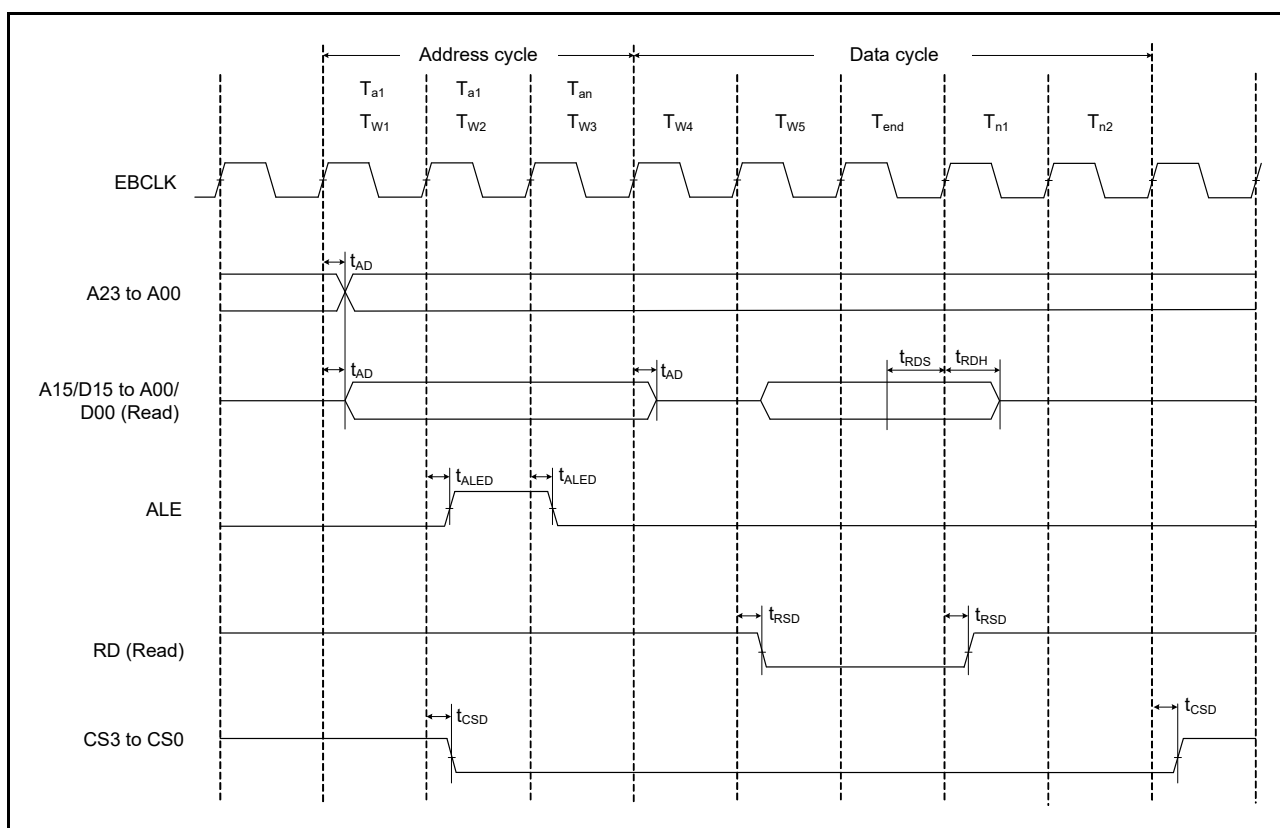 Address cycle Data cycle
Ta1 Ta1 Tan
TW1 TW2 TW3 TW4 TW5 Tend Tn1 Tn2
EBCLK
tAD
A23 to A00
tRDS tRDH
tAD tAD
A15/D15 to A00/
D00 (Read)
tALED tALED
ALE
tRSD tRSD
RD (Read)
tCSD tCSD
CS3 to CS0